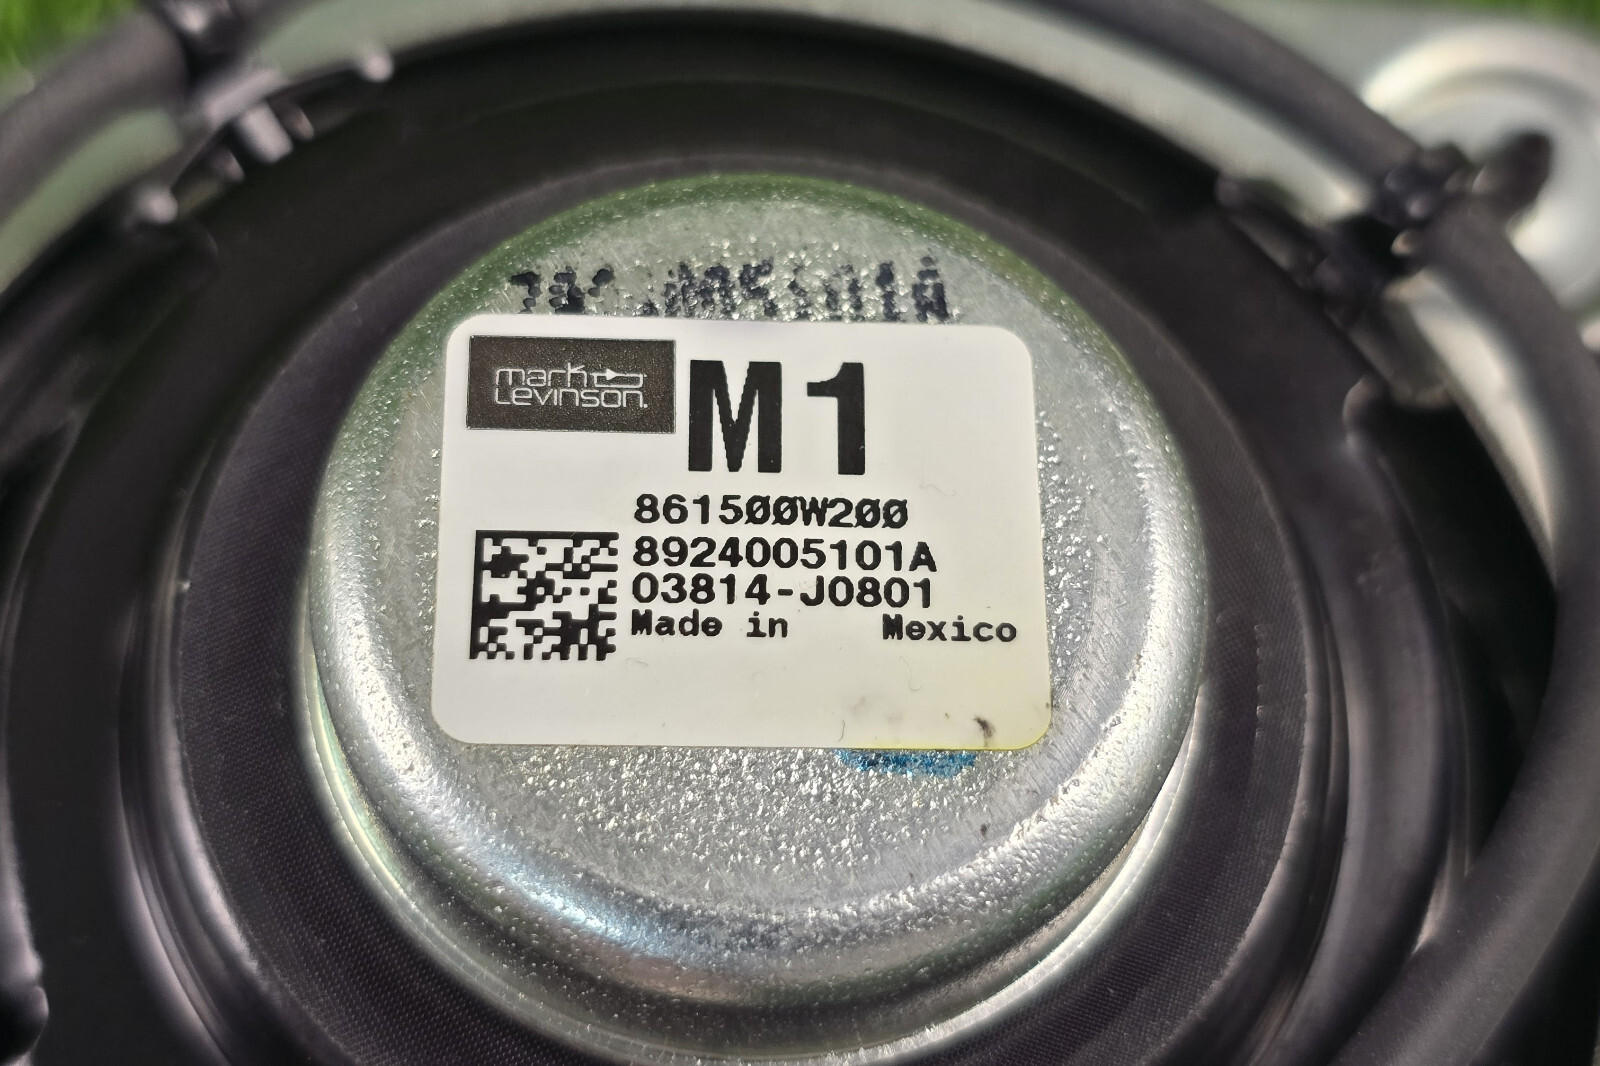 mark
Levinson.
M1
861500W200
8924005101A
03814-J0801
Made in Mexico